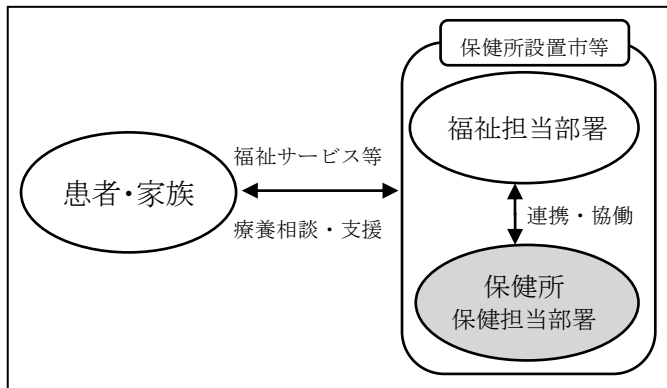 保健所設置市等
福祉担当部署
福祉サービス等
患者・家族
療養相談・支援
連携・協働
保健所
保健担当部署